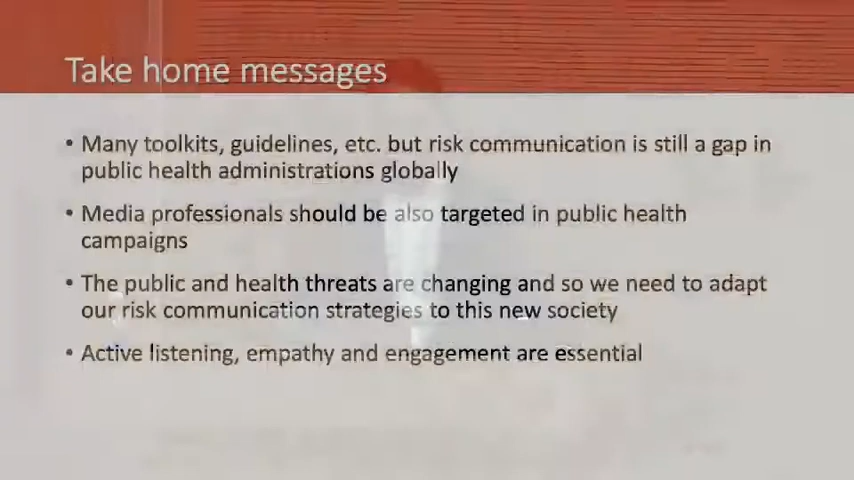 Take home messages
• Many toolkits, guidelines, etc. but risk communication is still a gap in
public health administrations globally
• Media professionals should be also targeted in public health
campaigns
• The public and health threats are changing and so we need to adapt
our risk communication strategies to this new society
• Active listening, empathy and engagement are essential